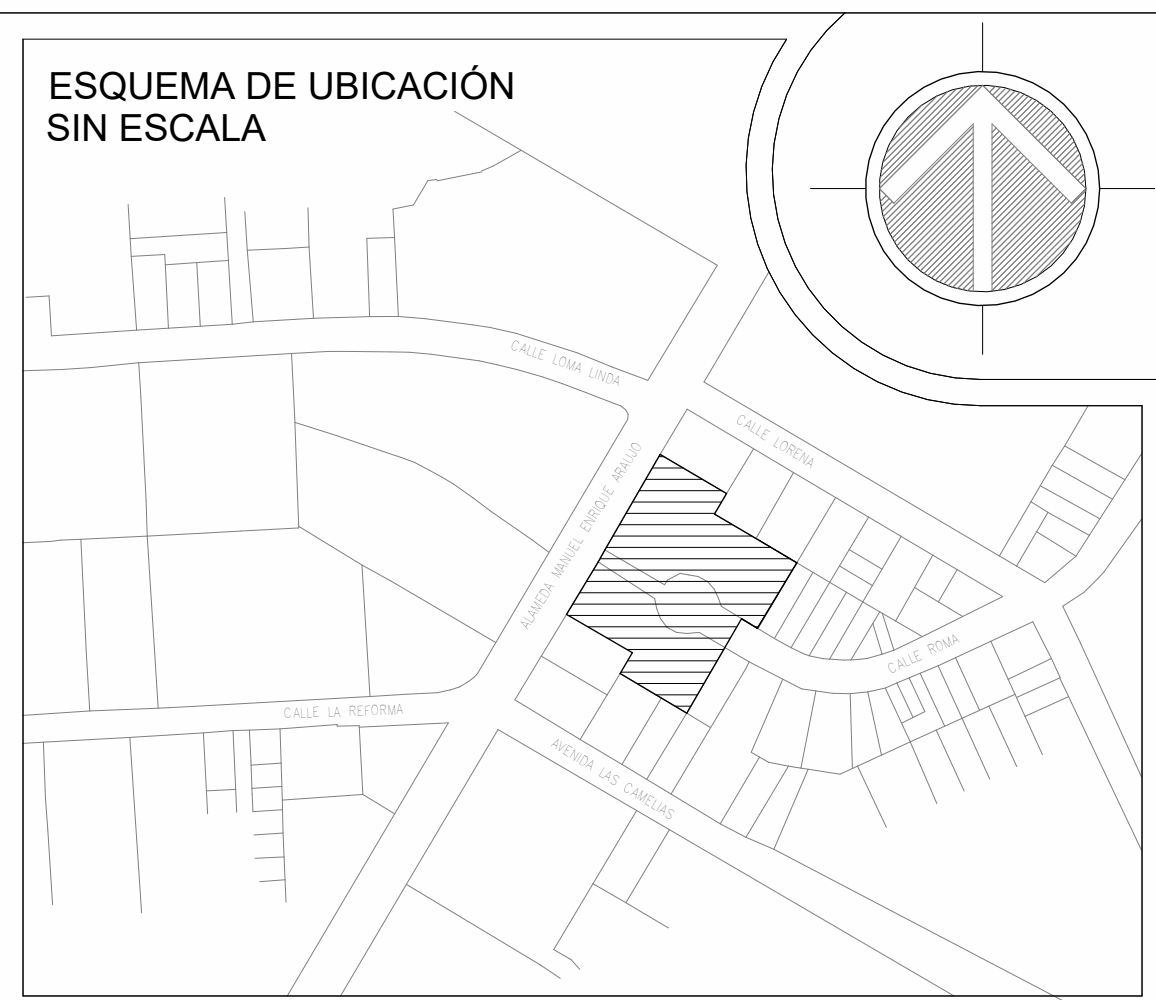 ESQUEMA DE UBICACIÓN
SIN ESCALA
CALLE LOMA LINDA
CALLE LORENA
ALAMEDA MANUEL ENRIQUE ARAUJO
CALLE ROMA
CALLE LA REFORMA
AVENIDA LAS CAMELIAS